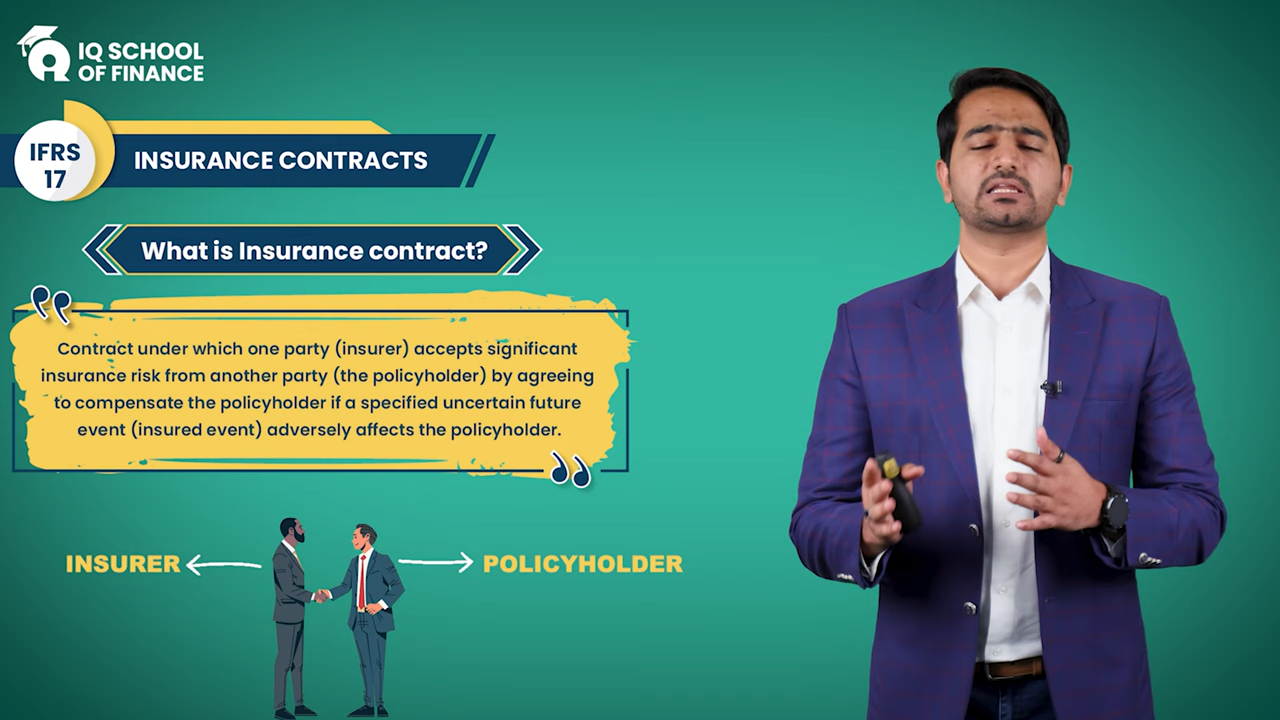 IQ SCHOOL
OF FINANCE
IFRS
17
INSURANCE CONTRACTS
What is Insurance contract?
Contract under which one party (insurer) accepts significant
insurance risk from another party (the policyholder) by agreeing
to compensate the policyholder if a specified uncertain future
event (insured event) adversely affects the policyholder.
INSURER
POLICYHOLDER